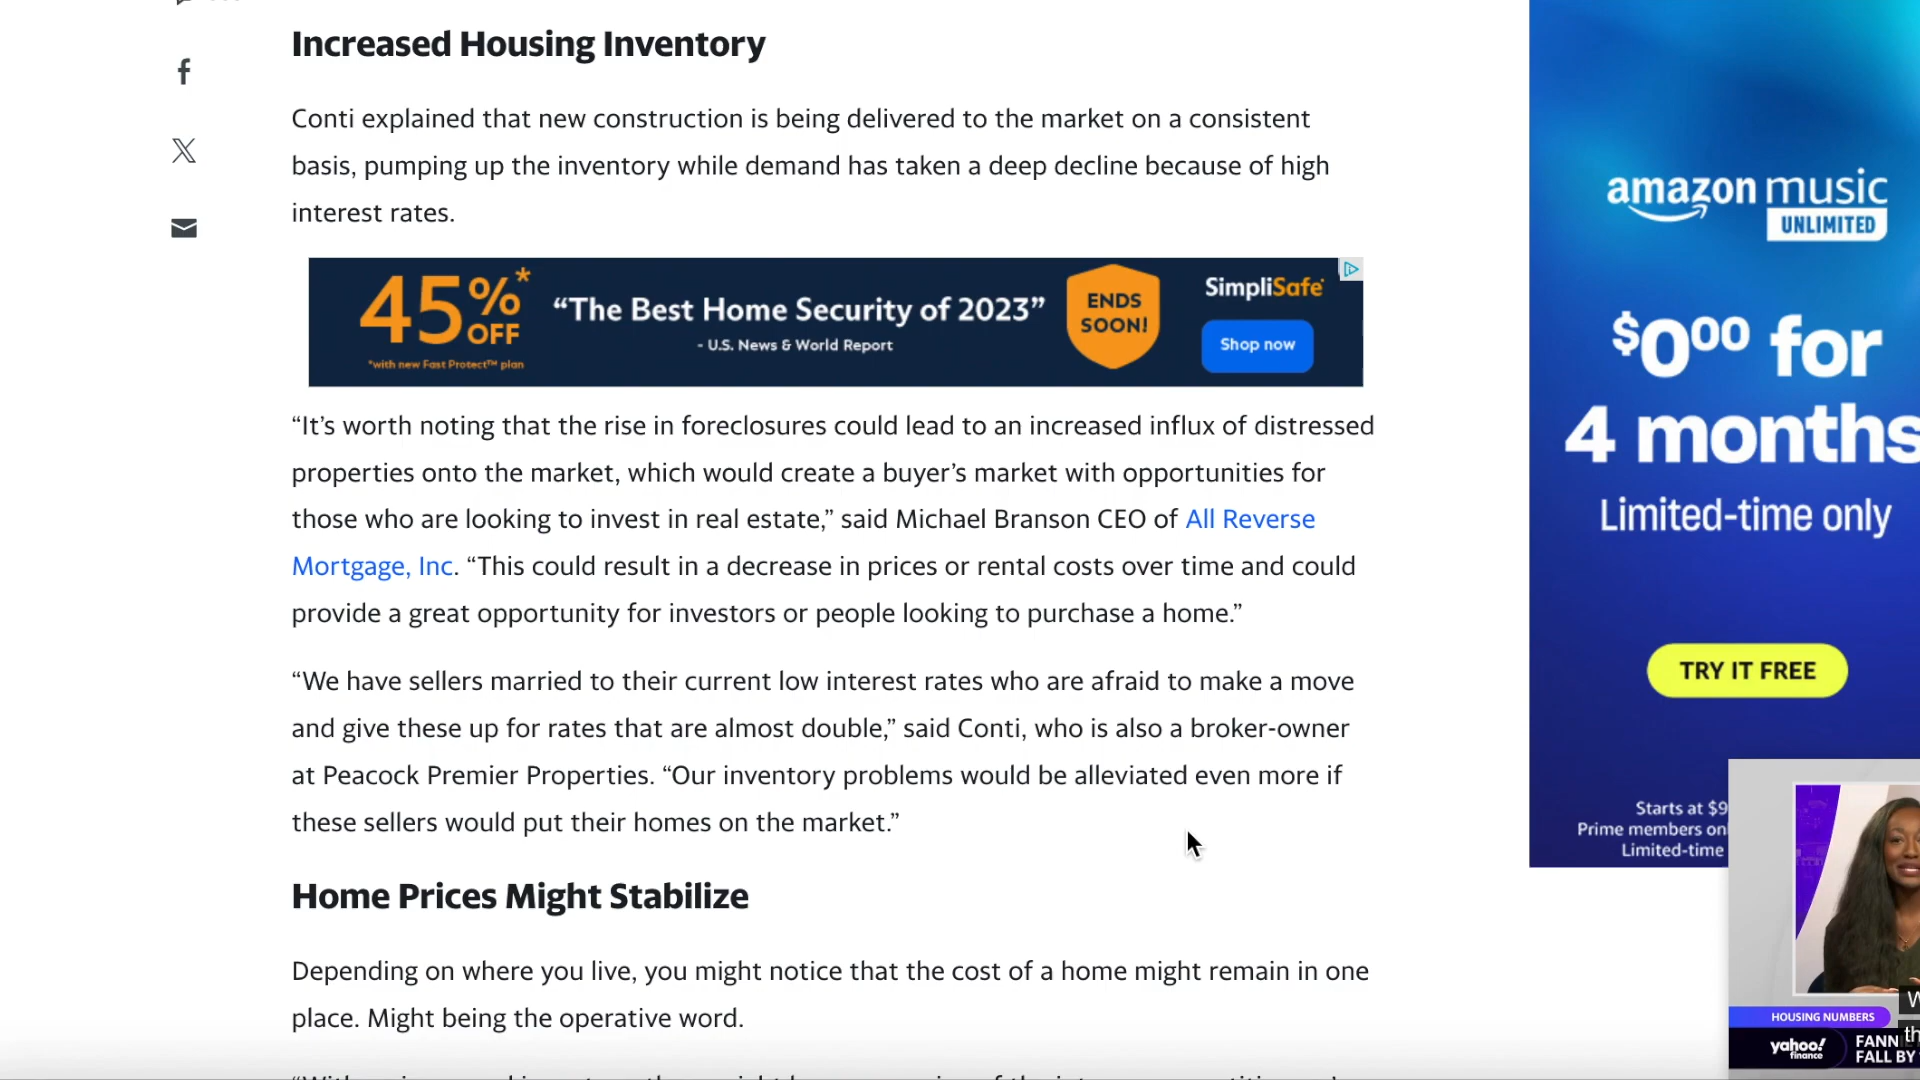 Increased Housing Inventory
Conti explained that new construction is being delivered to the market on a consistent
basis, pumping up the inventory while demand has taken a deep decline because of high
interest rates.
45%* OFF
*with new Fast Protect™ plan
“The Best Home Security of 2023”
- U.S. News & World Report
ENDS
SOON!
SimpliSafe
Shop now
“It’s worth noting that the rise in foreclosures could lead to an increased influx of distressed
properties onto the market, which would create a buyer’s market with opportunities for
those who are looking to invest in real estate,” said Michael Branson CEO of All Reverse
Mortgage, Inc. “This could result in a decrease in prices or rental costs over time and could
provide a great opportunity for investors or people looking to purchase a home.”
“We have sellers married to their current low interest rates who are afraid to make a move
and give these up for rates that are almost double,” said Conti, who is also a broker-owner
at Peacock Premier Properties. “Our inventory problems would be alleviated even more if
these sellers would put their homes on the market.”
Home Prices Might Stabilize
Depending on where you live, you might notice that the cost of a home might remain in one
place. Might being the operative word.
amazon music
UNLIMITED
$0⁰⁰ for
4 months
Limited-time only
TRY IT FREE
Starts at $9
Prime members
Limited-time
HOUSING NUMBERS
yahoo!
finance
FALL BY